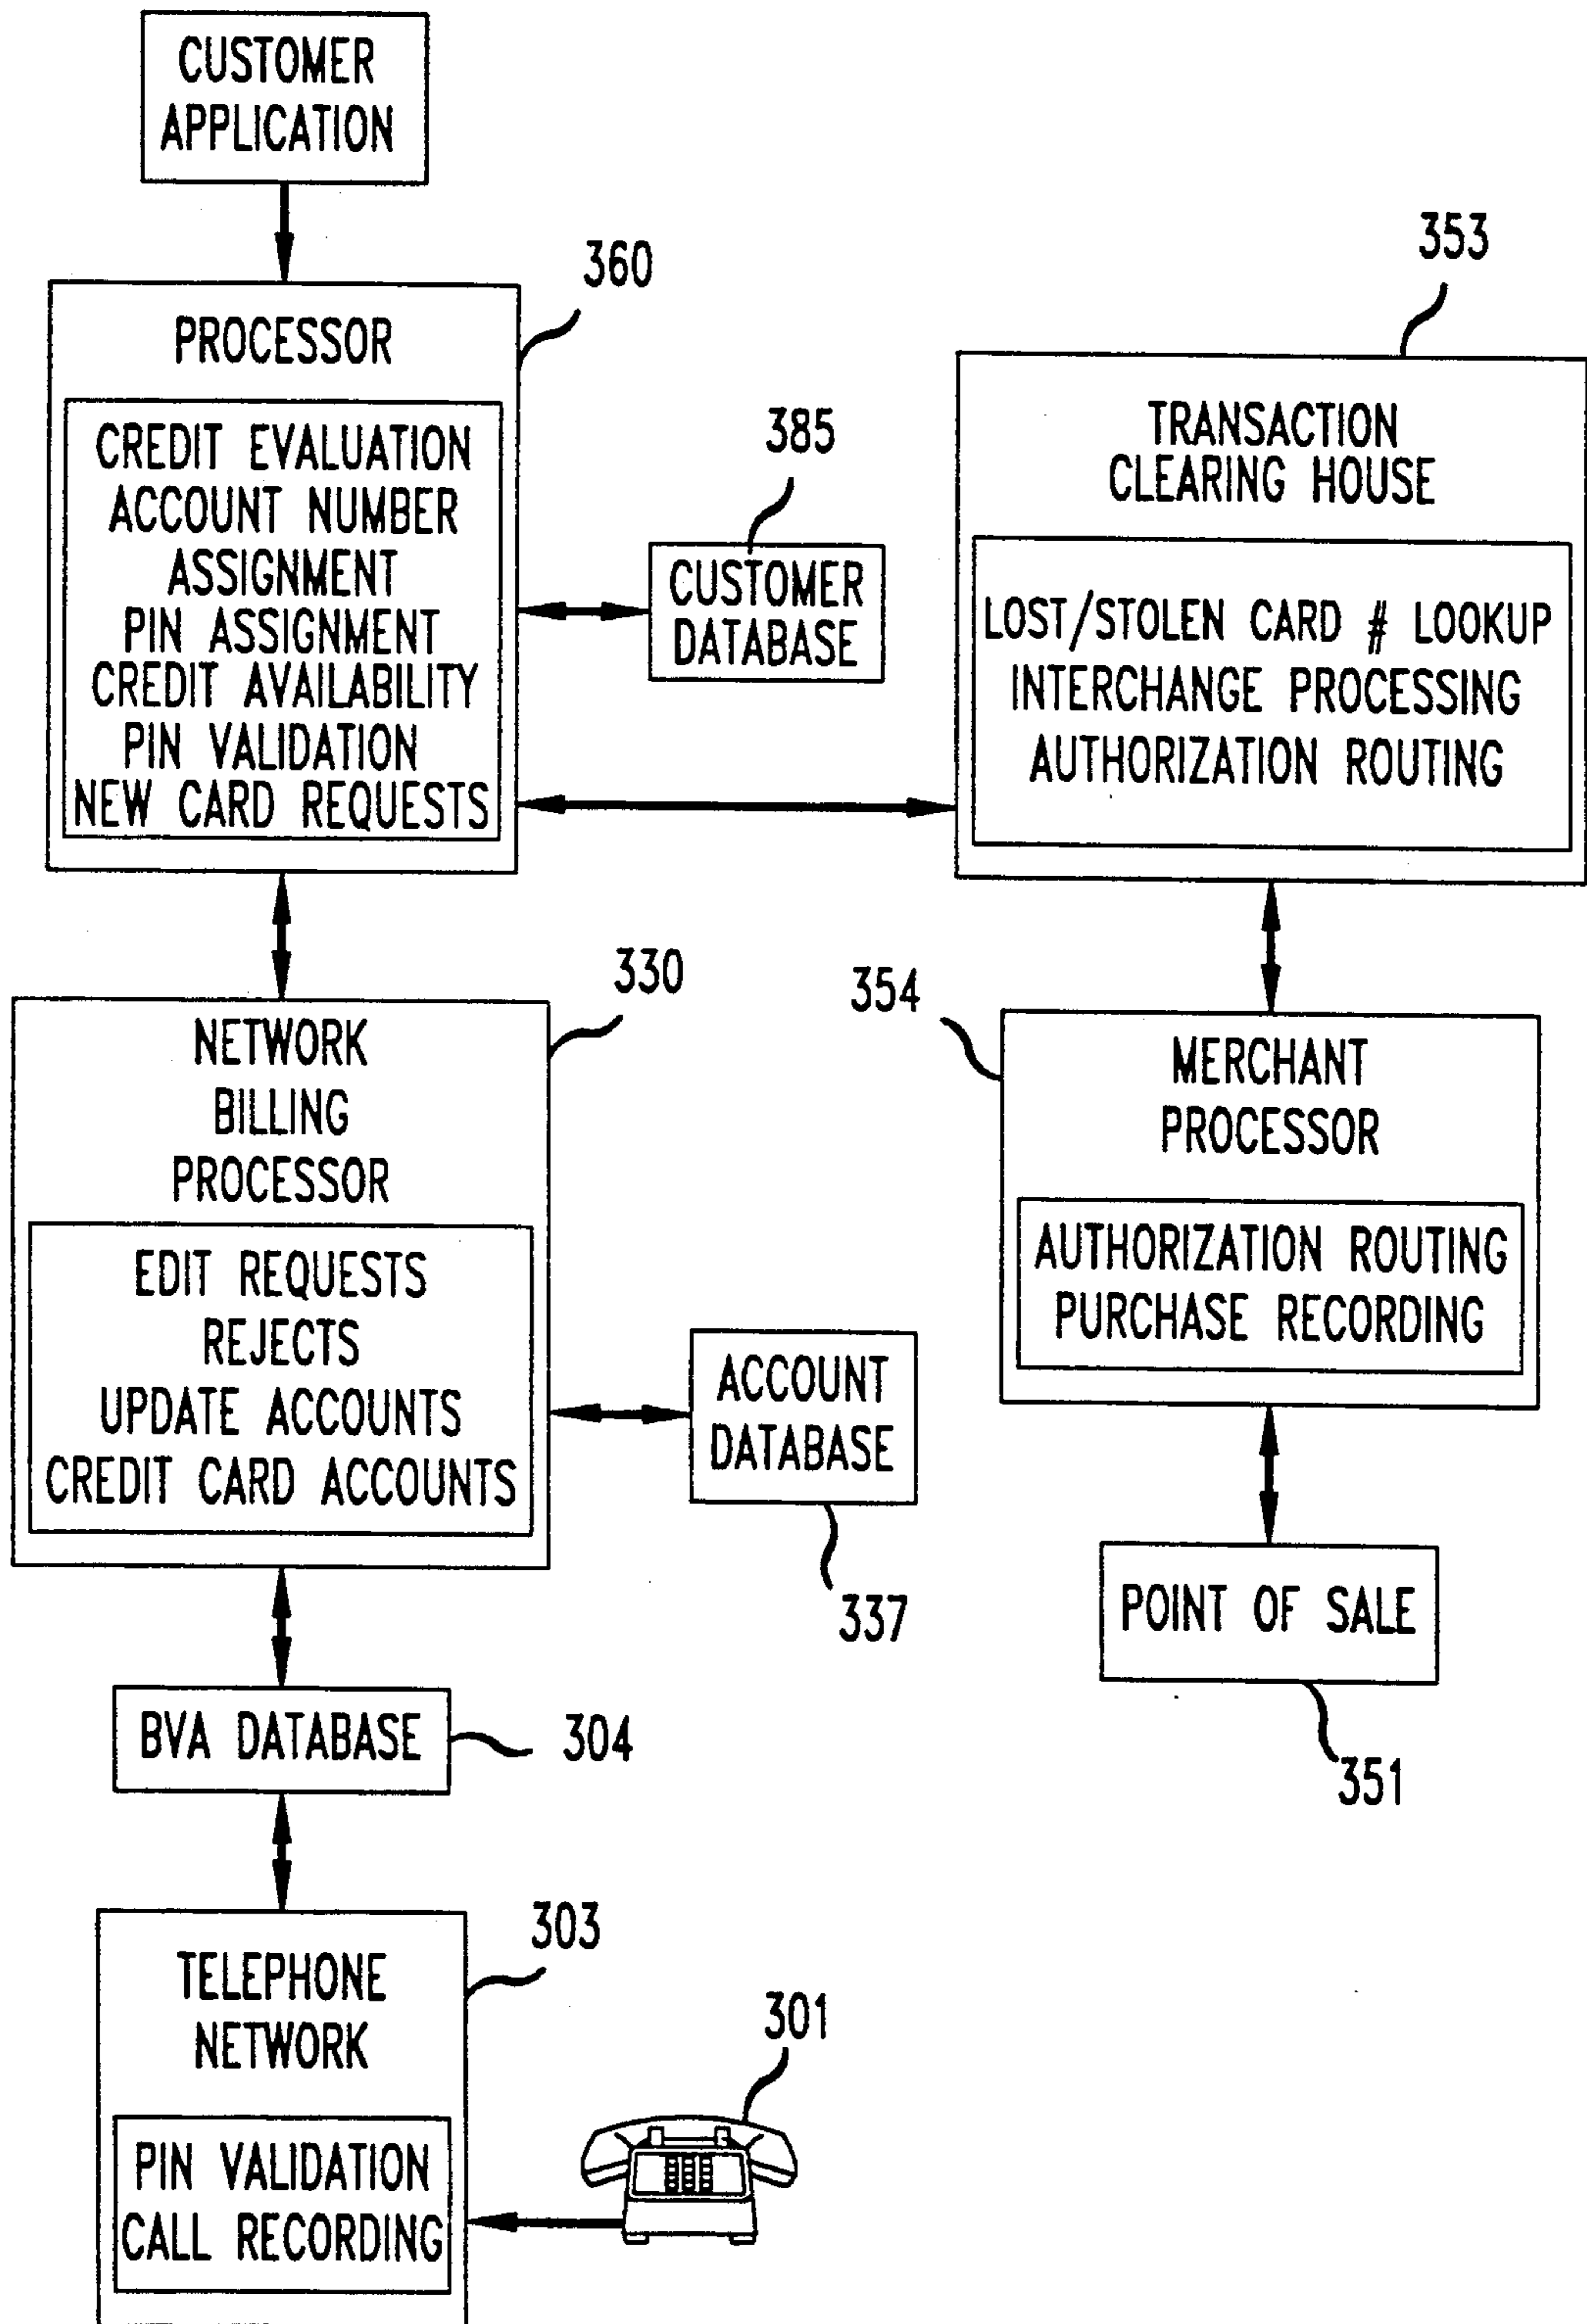 CUSTOMER
APPLICATION
360
PROCESSOR
CREDIT EVALUATION
ACCOUNT NUMBER
ASSIGNMENT
PIN ASSIGNMENT
CREDIT AVAILABILITY
PIN VALIDATION
NEW CARD REQUESTS
385
CUSTOMER
DATABASE
353
TRANSACTION
CLEARING HOUSE
LOST/STOLEN CARD # LOOKUP
INTERCHANGE PROCESSING
AUTHORIZATION ROUTING
330
NETWORK
BILLING
PROCESSOR
EDIT REQUESTS
REJECTS
UPDATE ACCOUNTS
CREDIT CARD ACCOUNTS
ACCOUNT
DATABASE
337
354
MERCHANT
PROCESSOR
AUTHORIZATION ROUTING
PURCHASE RECORDING
POINT OF SALE
351
BVA DATABASE
304
303
TELEPHONE
NETWORK
PIN VALIDATION
CALL RECORDING
301